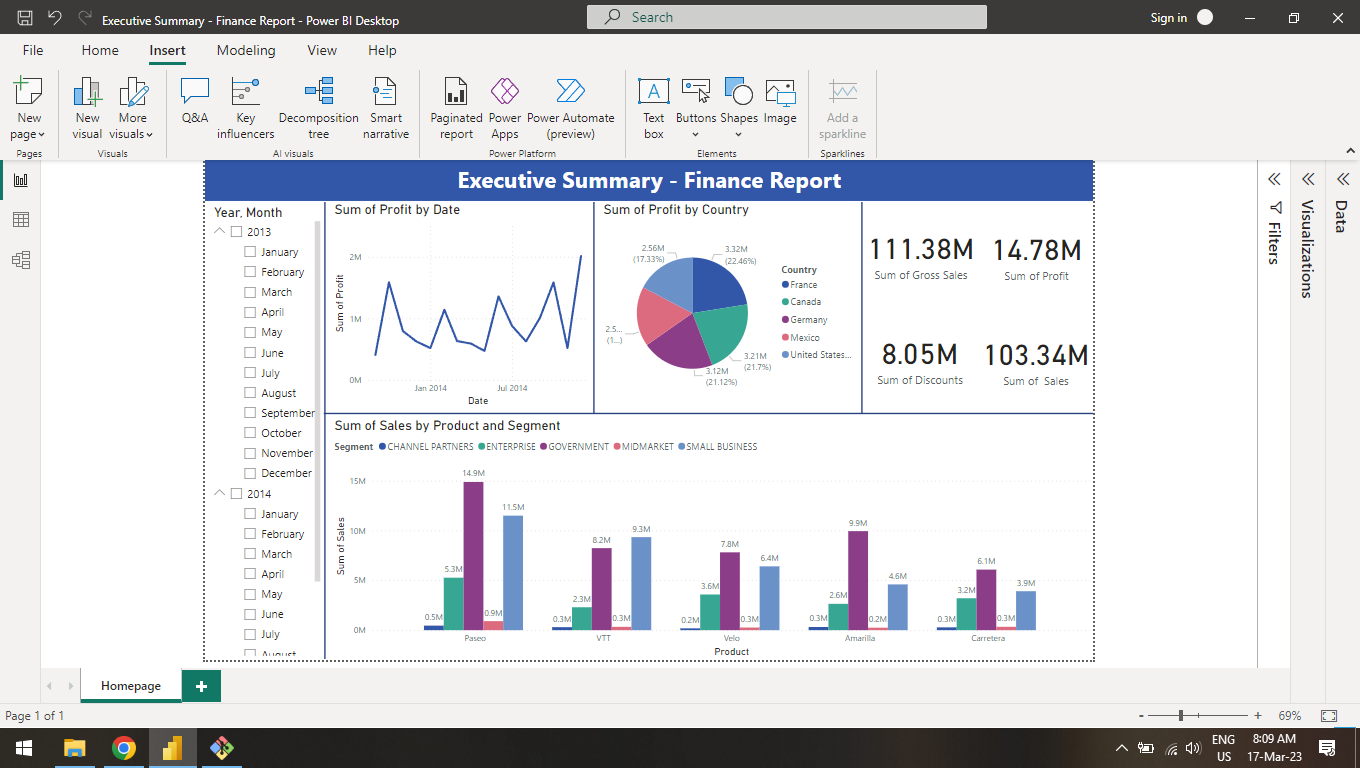 Executive Summary - Finance Report - Power BI Desktop
Search
Sign in
File Home Insert Modeling View Help
New page
New visual
More visuals
Q&A
Key influencers
Decomposition tree
Smart narrative
Paginated report
Power Apps
Power Automate (preview)
Text box
Buttons
Shapes
Image
Add a sparkline
Pages Visuals AI visuals Power Platform Elements Sparklines
Executive Summary - Finance Report
Year, Month
2013
January
February
March
April
May
June
July
August
September
October
November
December
2014
January
February
March
April
May
June
July
August
Sum of Profit by Date
Sum of Profit
2M
1M
0M
Jan 2014 Jul 2014
Date
Sum of Profit by Country
2.56M
(17.33%)
3.32M
(22.46%)
2.5...
(1...)
3.21M
(21.7%)
3.12M
(21.12%)
Country
France
Canada
Germany
Mexico
United States...
111.38M
Sum of Gross Sales
14.78M
Sum of Profit
8.05M
Sum of Discounts
103.34M
Sum of Sales
Sum of Sales by Product and Segment
Segment CHANNEL PARTNERS ENTERPRISE GOVERNMENT MIDMARKET SMALL BUSINESS
Sum of Sales
15M
10M
5M
0M
0.5M 5.3M 14.9M 0.9M 11.5M
0.3M 2.3M 8.2M 0.3M 9.3M
0.2M 3.6M 7.8M 0.3M 6.4M
0.3M 2.6M 9.9M 0.2M 4.6M
0.3M 3.2M 6.1M 0.3M 3.9M
Paseo VTT Velo Amarilla Carretera
Product
Filters
Visualizations
Data
Homepage
+
Page 1 of 1
- + 69%
ENG
US
8:09 AM
17-Mar-23